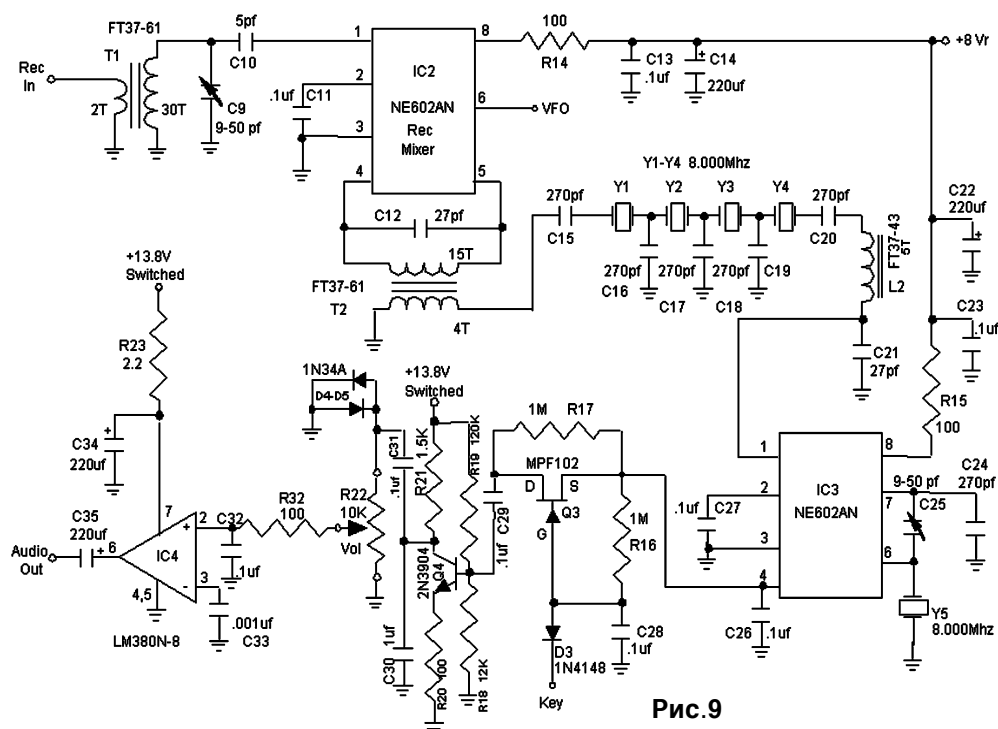 5pf
FT37-61
C10
T1
Rec
In
2T
30T
C9
9-50 pf
1
2
3
4
5
6
8
IC2
NE602AN
Rec
Mixer
.1uf
C11
100
R14
VFO
C13
.1uf
C14
220uf
+
+8 Vr
C12
27pf
15T
FT37-61
T2
4T
Y1-Y4 8.000Mhz
270pf
C15
Y1
Y2
Y3
Y4
270pf
C20
270pf
C16
270pf
C17
270pf
C18
C19
FT37-43
5T
L2
C22
220uf
+
C23
.1uf
C21
27pf
R15
100
+13.8V
Switched
R23
2.2
C34
220uf
+
C35
220uf
+
Audio
Out
6
7
IC4
2
+
3
-
4,5
LM380N-8
C32
.1uf
.001uf
C33
R32
100
R22
10K
Vol
1N34A
D4-D5
C31
.1uf
+13.8V
Switched
R21 1.5K
R19 120K
2N3904
Q4
C30 .1uf
R20 100
R18 12K
C29
.1uf
1M
R17
MPF102
D
S
Q3
G
1M
R16
D3
1N4148
Key
C28
.1uf
C26
.1uf
C27
.1uf
1
2
3
4
8
7
6
IC3
NE602AN
9-50 pf
C25
C24
270pf
Y5
8.000Mhz
Рис.9